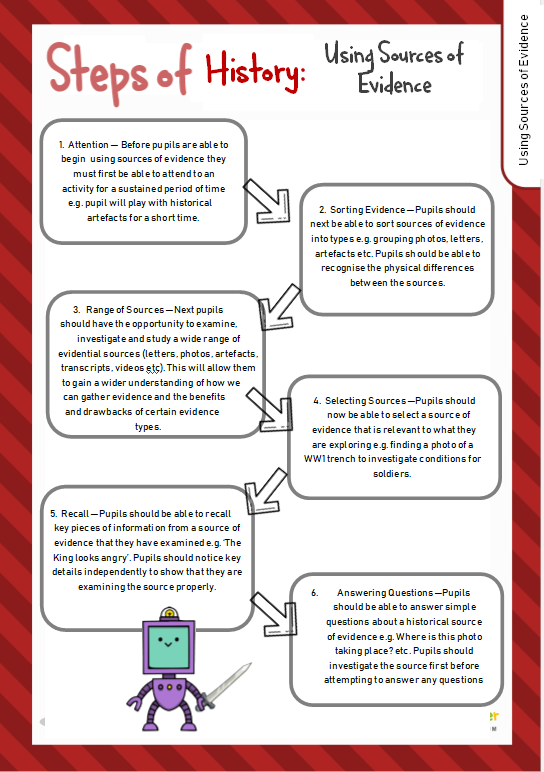 Steps of History:
Using Sources of
Evidence
Using Sources of Evidence
1. Attention — Before pupils are able to
begin using sources of evidence they
must first be able to attend to an
activity for a sustained period of time
e.g. pupil will play with historical
artefacts for a short time.
2. Sorting Evidence—Pupils should
next be able to sort sources of evidence
into types e.g. grouping photos, letters,
artefacts etc. Pupils should be able to
recognise the physical differences
between the sources.
3. Range of Sources—Next pupils
should have the opportunity to examine,
investigate and study a wide range of
evidential sources (letters, photos, artefacts,
transcripts, videos etc). This will allow them
to gain a wider understanding of how we
can gather evidence and the benefits
and drawbacks of certain evidence
types.
4. Selecting Sources—Pupils should
now be able to select a source of
evidence that is relevant to what they
are exploring e.g. finding a photo of a
WW1 trench to investigate conditions for
soldiers.
5. Recall—Pupils should be able to recall
key pieces of information from a source of
evidence that they have examined e.g. 'The
King looks angry'. Pupils should notice key
details independently to show that they are
examining the source properly.
6. Answering Questions—Pupils
should be able to answer simple
questions about a historical source
of evidence e.g. Where is this photo
taking place? etc. Pupils should
investigate the source first before
attempting to answer any questions